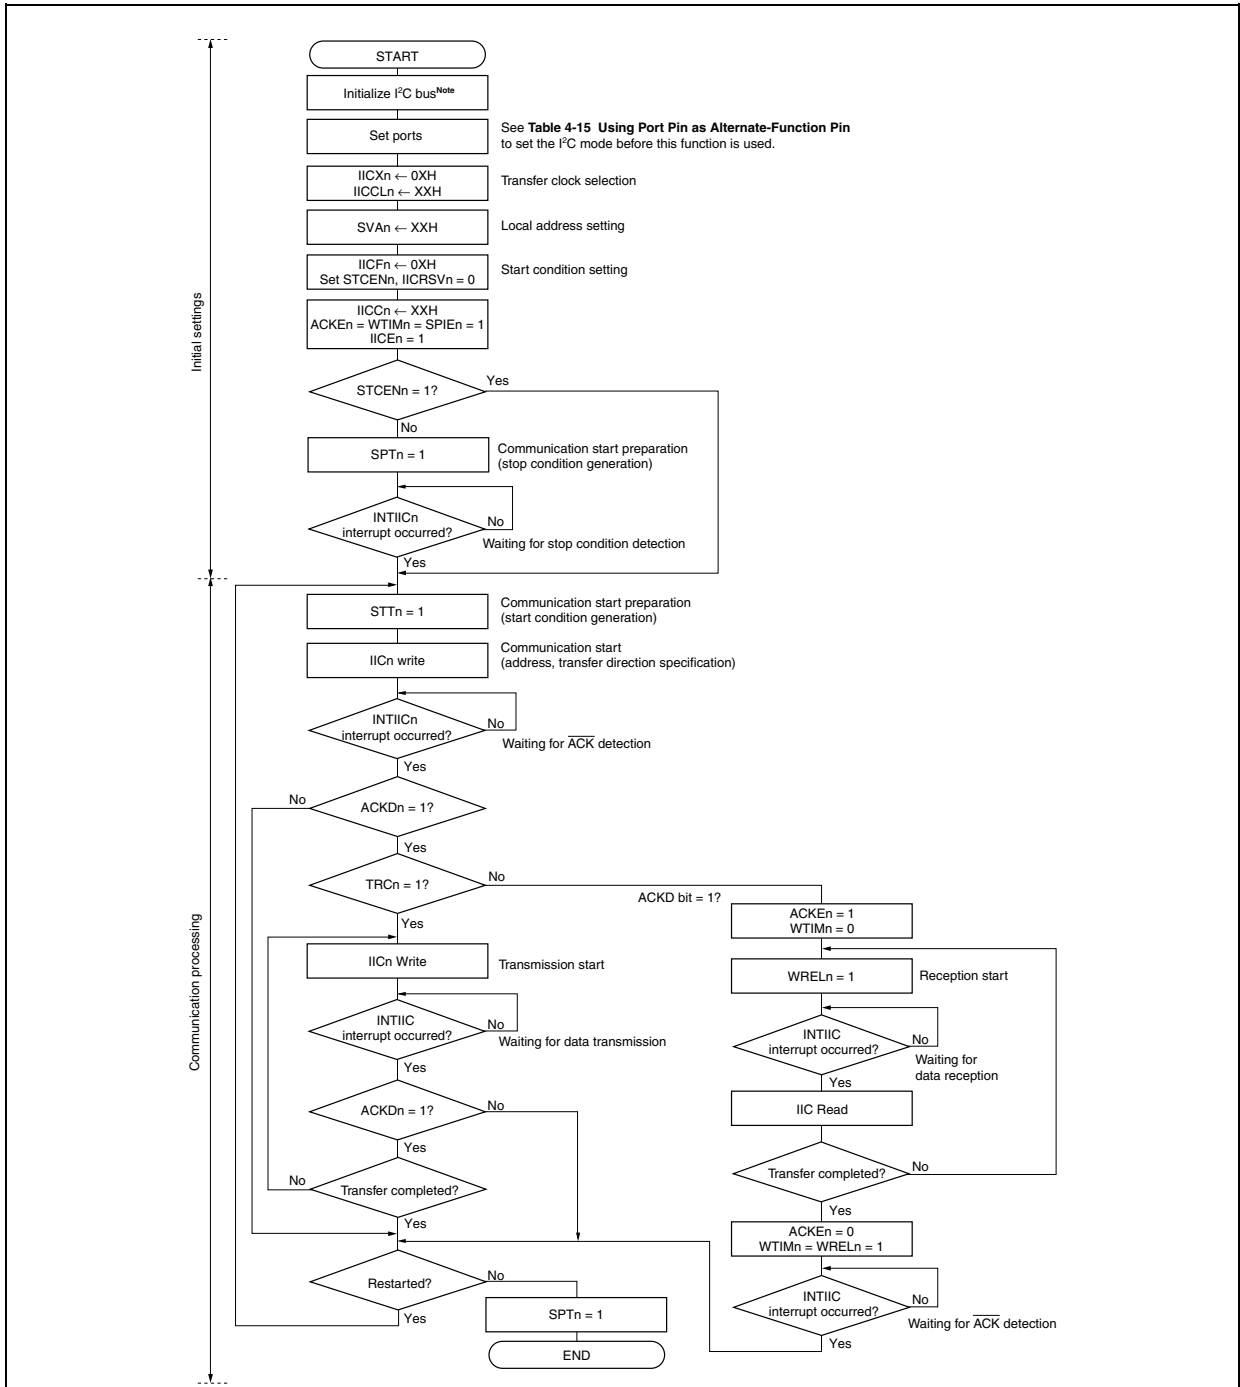 START
Initialize I²C busNote
Set ports
See Table 4-15 Using Port Pin as Alternate-Function Pin
to set the I²C mode before this function is used.
IICXn ← 0XH
IICCLn ← XXH
Transfer clock selection
SVAn ← XXH
Local address setting
IICFn ← 0XH
Set STCENn, IICRSVn = 0
Start condition setting
Initial settings
IICCn ← XXH
ACKEn = WTIMn = SPIEn = 1
IICEn = 1
STCENn = 1?
Yes
No
SPTn = 1
Communication start preparation
(stop condition generation)
INTIICn
interrupt occurred?
No
Waiting for stop condition detection
Yes
STTn = 1
Communication start preparation
(start condition generation)
IICn write
Communication start
(address, transfer direction specification)
INTIICn
interrupt occurred?
No
Waiting for ACK detection
Yes
No
ACKDn = 1?
Yes
TRCn = 1?
No
ACKD bit = 1?
Yes
Communication processing
IICn Write
Transmission start
INTIIC
interrupt occurred?
No
Waiting for data transmission
Yes
ACKDn = 1?
No
Yes
No
Transfer completed?
Yes
Restarted?
No
Yes
SPTn = 1
END
ACKEn = 1
WTIMn = 0
WRELn = 1
Reception start
INTIIC
interrupt occurred?
No
Waiting for
data reception
Yes
IIC Read
Transfer completed?
No
Yes
ACKEn = 0
WTIMn = WRELn = 1
INTIIC
interrupt occurred?
No
Waiting for ACK detection
Yes